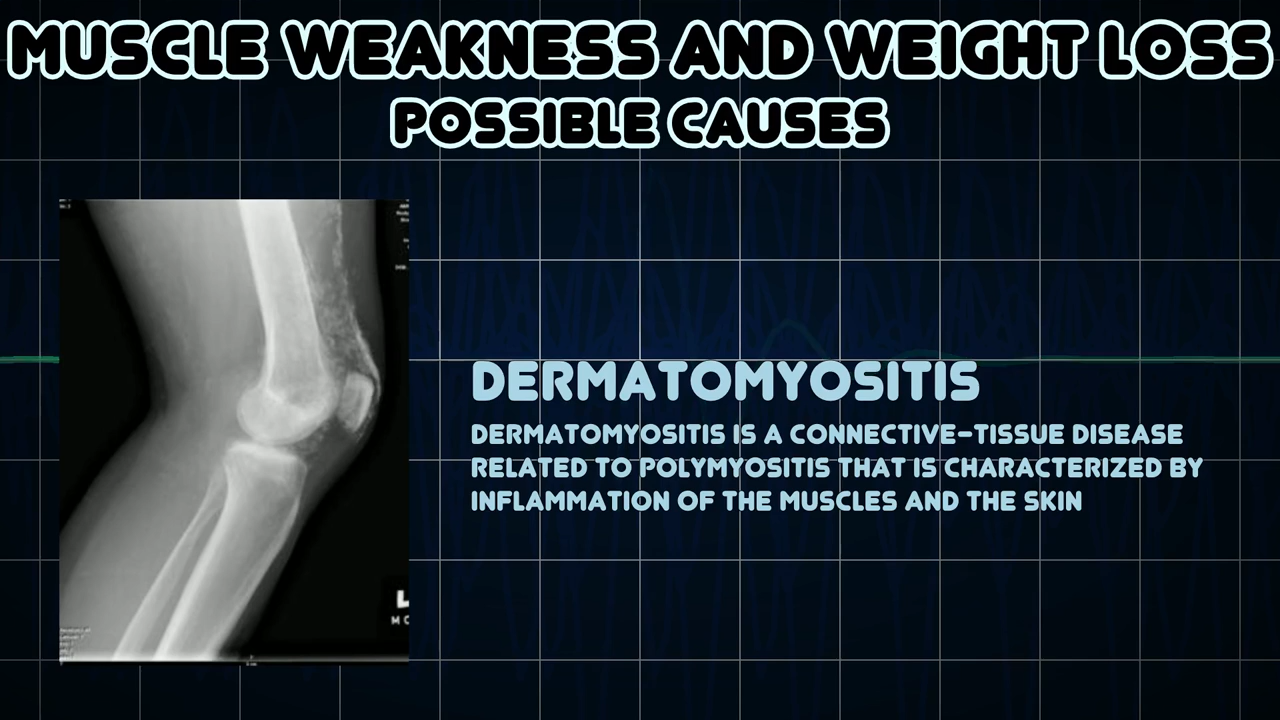 MUSCLE WEAKNESS AND WEIGHT LOSS
POSSIBLE CAUSES
DERMATOMYOSITIS
DERMATOMYOSITIS IS A CONNECTIVE-TISSUE DISEASE
RELATED TO POLYMYOSITIS THAT IS CHARACTERIZED BY
INFLAMMATION OF THE MUSCLES AND THE SKIN
L